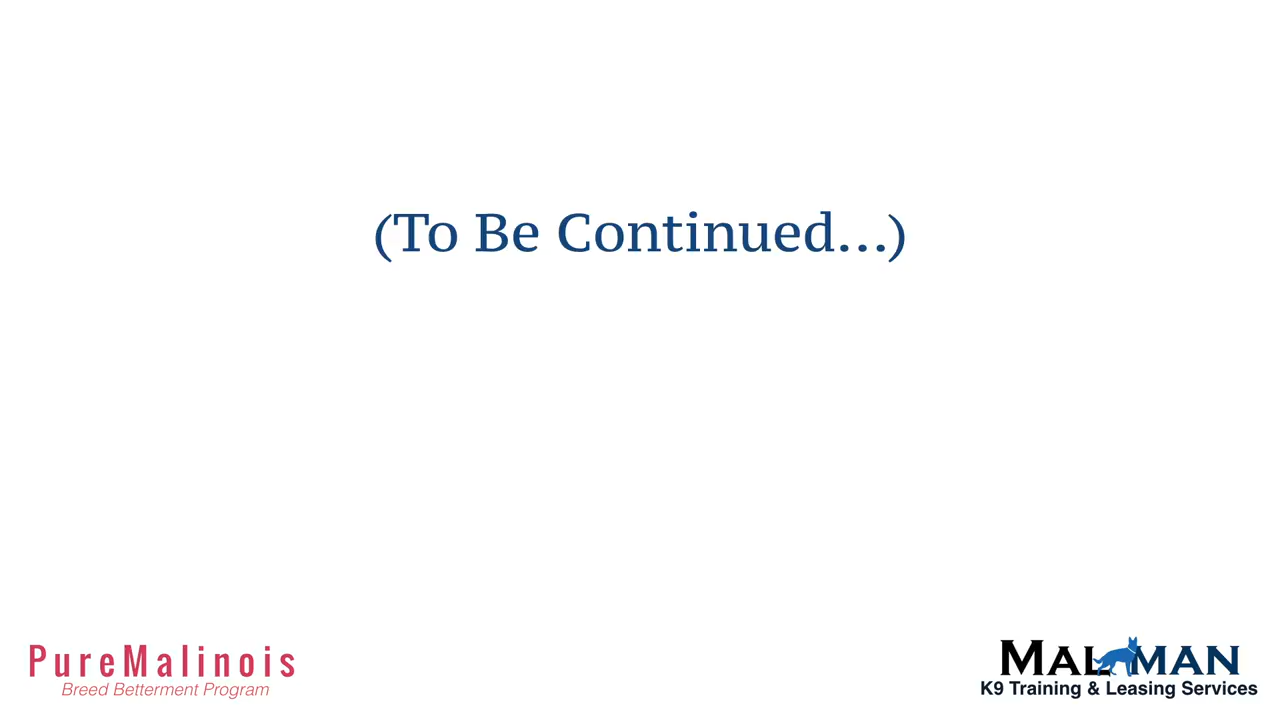 (To Be Continued...)
PureMalinois
Breed Betterment Program
MALMAN
K9 Training & Leasing Services